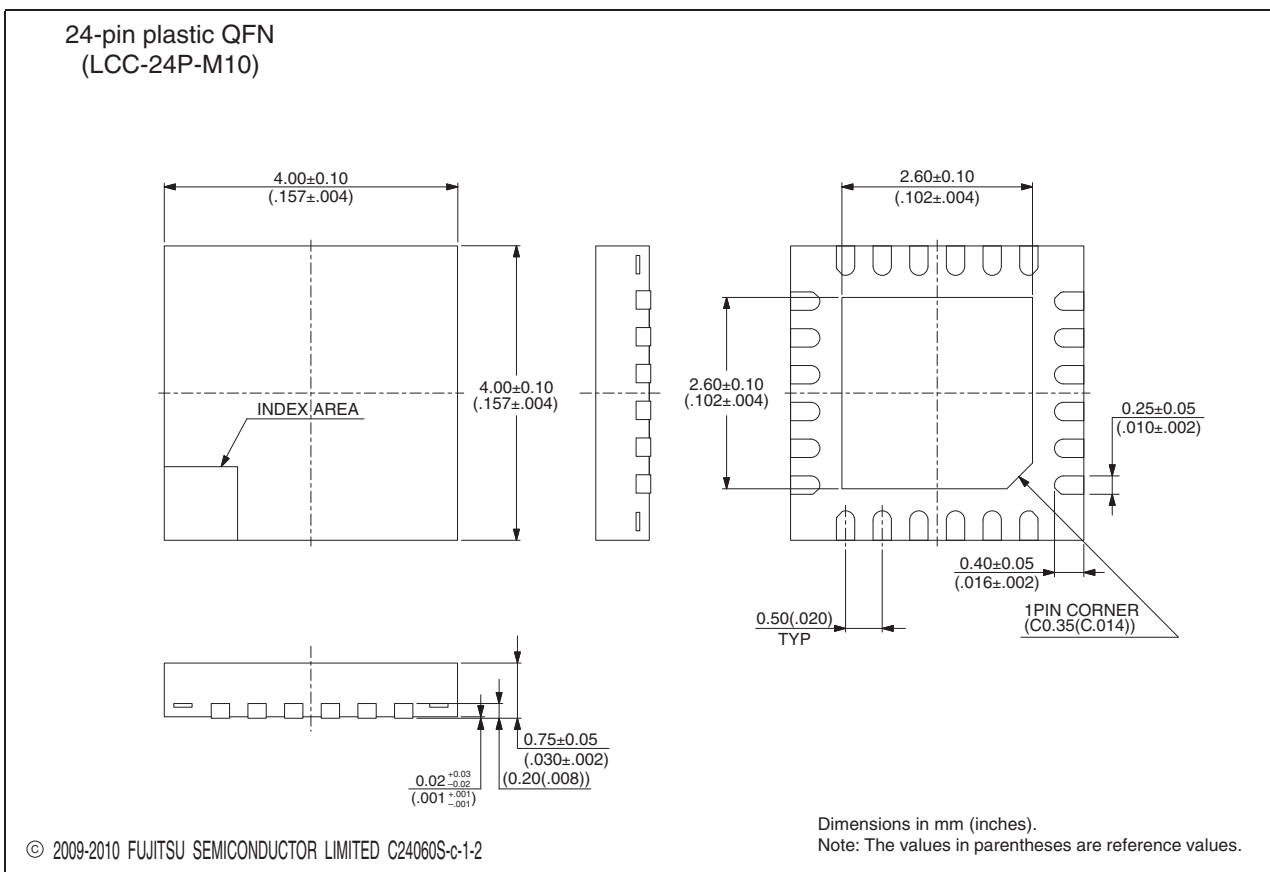 24-pin plastic QFN
(LCC-24P-M10)
4.00±0.10
(.157±.004)
2.60±0.10
(.102±.004)
4.00±0.10
(.157±.004)
INDEX AREA
2.60±0.10
(.102±.004)
0.25±0.05
(.010±.002)
0.40±0.05
(.016±.002)
0.50(.020)
TYP
1PIN CORNER
(C0.35(C.014))
0.75±0.05
(.030±.002)
(0.20(.008))
0.02 +0.03 –0.02
(.001 +.001 –.001)
Dimensions in mm (inches).
Note: The values in parentheses are reference values.
© 2009-2010 FUJITSU SEMICONDUCTOR LIMITED C24060S-c-1-2